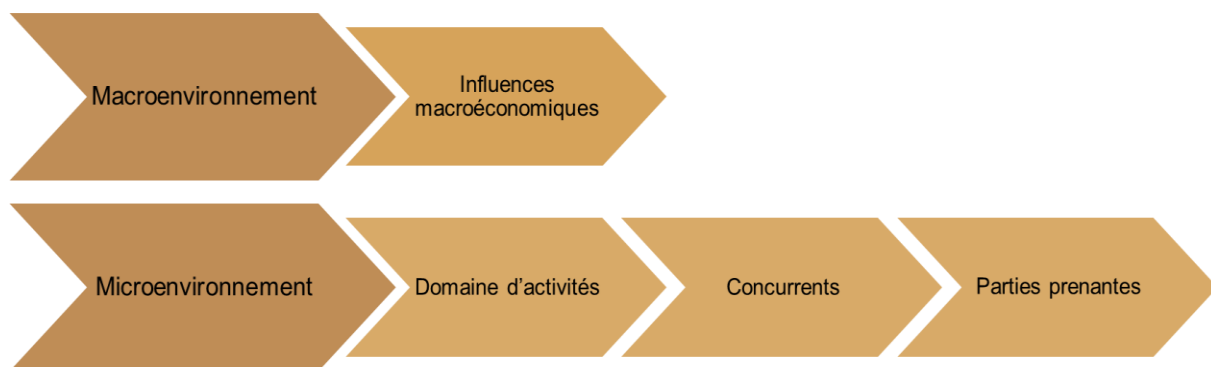 Macroenvironnement
Influences
macroéconomiques
Microenvironnement
Domaine d’activités
Concurrents
Parties prenantes